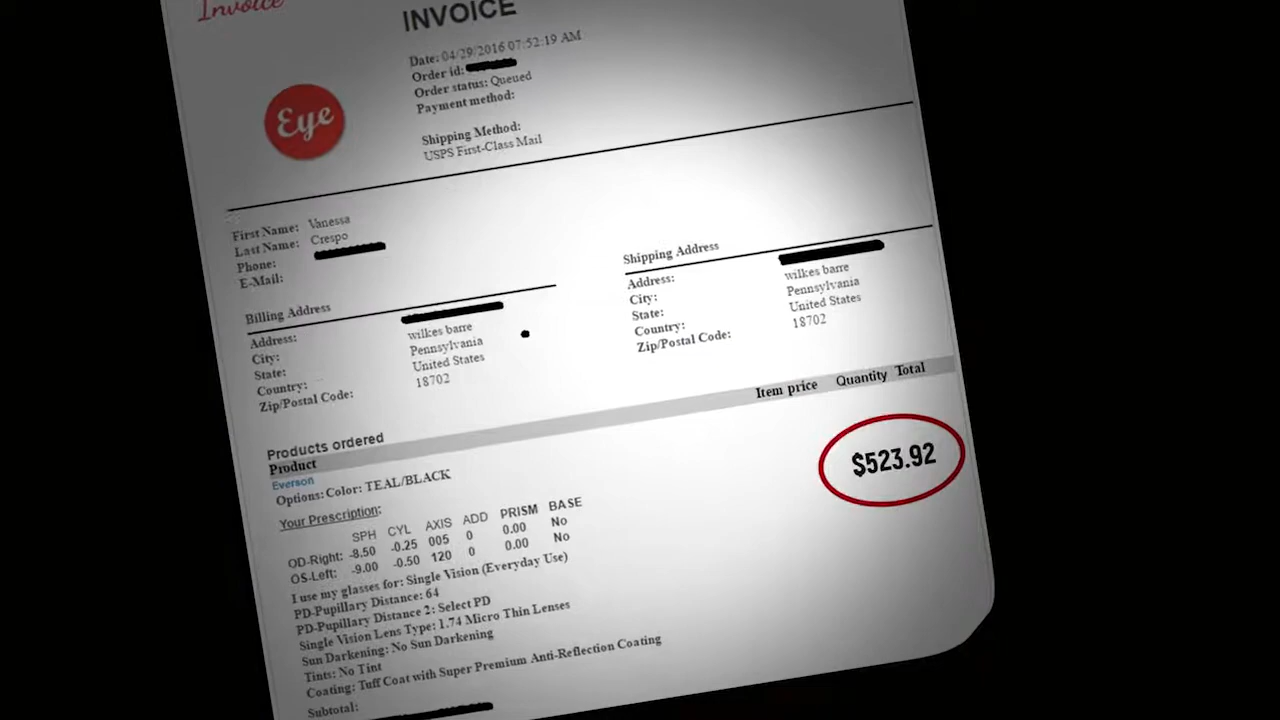 Invoice
INVOICE
Date: 04/29/2016 07:52:19 AM
Order id:
Order status: Queued
Payment method:
Eye
Shipping Method:
USPS First-Class Mail
First Name: Vanessa
Last Name: Crespo
Phone:
E-Mail:
Billing Address
Address:
City: wilkes barre
State: Pennsylvania
Country: United States
Zip/Postal Code: 18702
Shipping Address
Address:
City: wilkes barre
State: Pennsylvania
Country: United States
Zip/Postal Code: 18702
Products ordered
Product Item price Quantity Total
Everson
$523.92
Options: Color: TEAL/BLACK
Your Prescription:
SPH CYL AXIS ADD PRISM BASE
OD-Right: -8.50 -0.25 005 0 0.00 No
OS-Left: -9.00 -0.50 120 0 0.00 No
I use my glasses for: Single Vision (Everyday Use)
PD-Pupillary Distance: 64
PD-Pupillary Distance 2: Select PD
Single Vision Lens Type: 1.74 Micro Thin Lenses
Sun Darkening: No Sun Darkening
Tints: No Tint
Coating: Tuff Coat with Super Premium Anti-Reflection Coating
Subtotal: